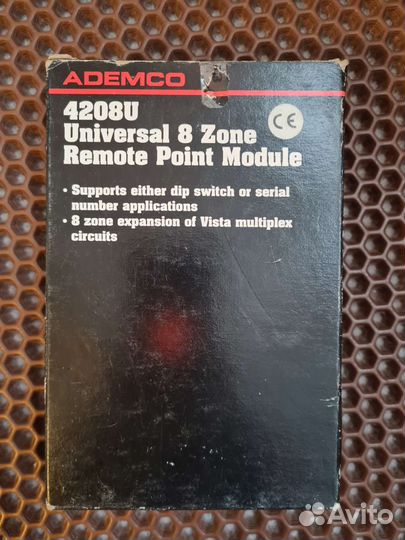 ADEMCO
4208U
Universal 8 Zone
Remote Point Module
CE
• Supports either dip switch or serial
number applications
• 8 zone expansion of Vista multiplex
circuits
Avito